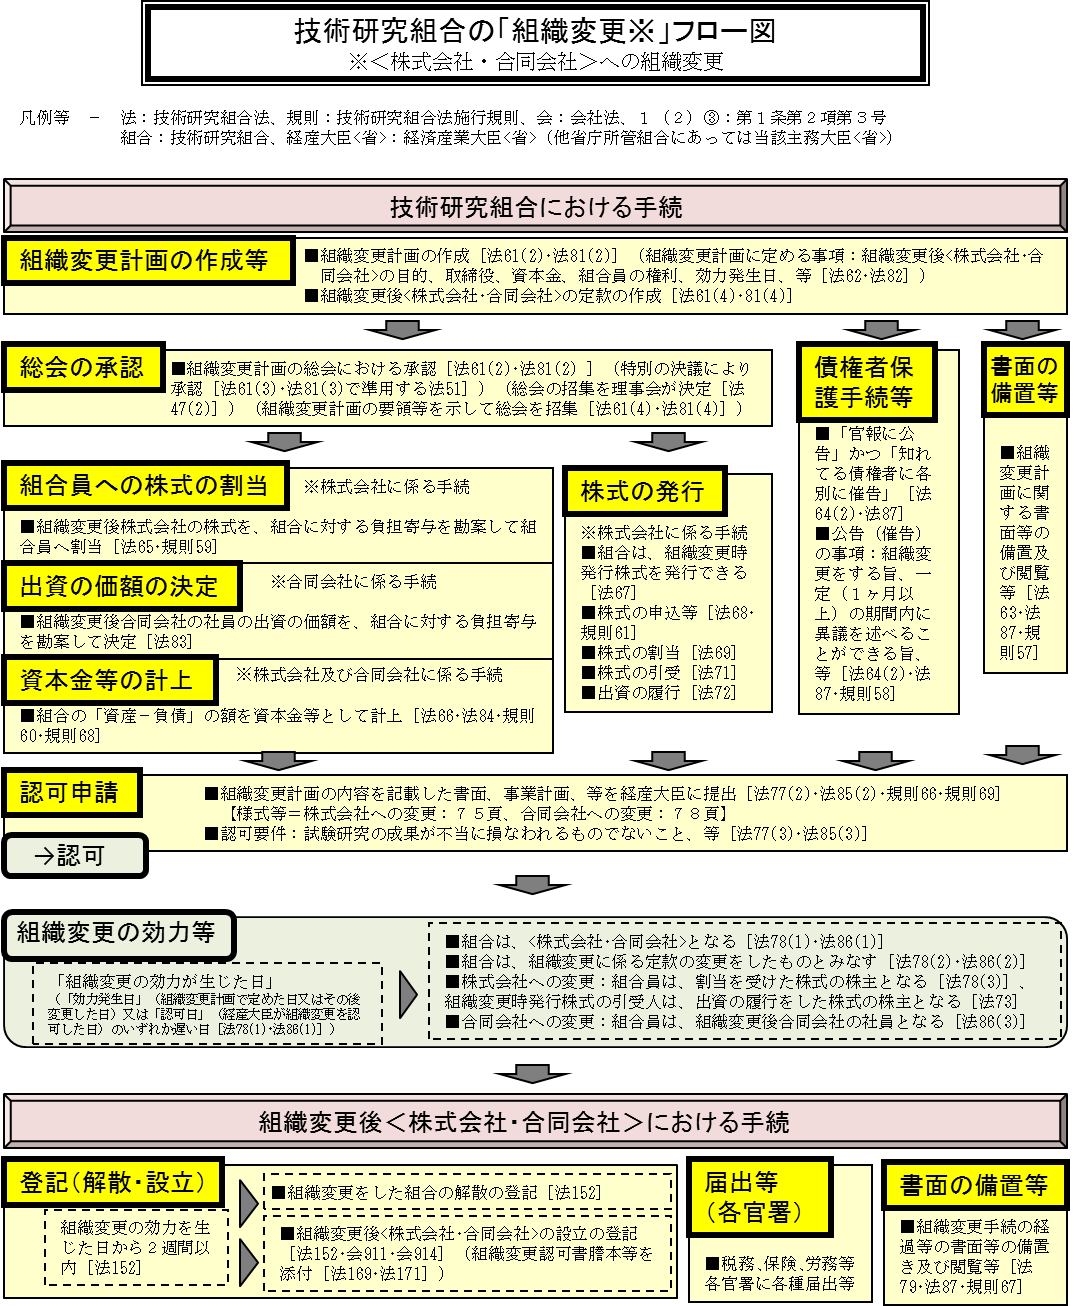 技術研究組合の「組織変更※」フロー図
※＜株式会社・合同会社＞への組織変更
凡例等　－　法：技術研究組合法、規則：技術研究組合法施行規則、会：会社法、１（２）③：第１条第２項第３号
組合：技術研究組合、経産大臣<省>：経済産業大臣<省>（他省庁所管組合にあっては当該主務大臣<省>）
技術研究組合における手続
組織変更計画の作成等
■組織変更計画の作成［法61(2)･法81(2)］（組織変更計画に定める事項：組織変更後<株式会社･合
同会社>の目的、取締役、資本金、組合員の権利、効力発生日、等［法62･法82］）
■組織変更後<株式会社･合同会社>の定款の作成［法61(4)･81(4)］
総会の承認
■組織変更計画の総会における承認［法61(2)･法81(2) ］（特別の決議により
承認［法61(3)･法81(3)で準用する法51］）（総会の招集を理事会が決定［法
47(2)］）（組織変更計画の要領等を示して総会を招集［法61(4)･法81(4)］）
債権者保
護手続等
■「官報に公
告」かつ「知れ
てる債権者に各
別に催告」［法
64(2)･法87］
■公告（催告）
の事項：組織変
更をする旨、一
定（１ヶ月以
上）の期間内に
異議を述べるこ
とができる旨、
等［法64(2)･法
87･規則58］
書面の
備置等
■組織
変更計
画に関
する書
面等の
備置及
び閲覧
等［法
63･法
87･規
則57］
組合員への株式の割当
※株式会社に係る手続
■組織変更後株式会社の株式を、組合に対する負担寄与を勘案して組
合員へ割当［法65･規則59］
出資の価額の決定
※合同会社に係る手続
■組織変更後合同会社の社員の出資の価額を、組合に対する負担寄与
を勘案して決定［法83］
資本金等の計上
※株式会社及び合同会社に係る手続
■組合の「資産－負債」の額を資本金等として計上［法66･法84･規則
60･規則68］
株式の発行
※株式会社に係る手続
■組合は、組織変更時
発行株式を発行できる
［法67］
■株式の申込等［法68･
規則61］
■株式の割当［法69］
■株式の引受［法71］
■出資の履行［法72］
認可申請
■組織変更計画の内容を記載した書面、事業計画、等を経産大臣に提出［法77(2)･法85(2)･規則66･規則69］
【様式等＝株式会社への変更：７５頁、合同会社への変更：７８頁】
■認可要件：試験研究の成果が不当に損なわれるものでないこと、等［法77(3)･法85(3)］
→認可
組織変更の効力等
「組織変更の効力が生じた日」
（「効力発生日」（組織変更計画で定めた日又はその後
変更した日）又は「認可日」（経産大臣が組織変更を認
可した日）のいずれか遅い日［法78(1)･法86(1)］）
■組合は、<株式会社･合同会社>となる［法78(1)･法86(1)］
■組合は、組織変更に係る定款の変更をしたものとみなす［法78(2)･法86(2)］
■株式会社への変更：組合員は、割当を受けた株式の株主となる［法78(3)］、
組織変更時発行株式の引受人は、出資の履行をした株式の株主となる［法73］
■合同会社への変更：組合員は、組織変更後合同会社の社員となる［法86(3)］
組織変更後＜株式会社･合同会社＞における手続
登記（解散･設立）
組織変更の効力を生
じた日から２週間以
内［法152］
■組織変更をした組合の解散の登記［法152］
■組織変更後<株式会社･合同会社>の設立の登記
［法152･会911･会914］（組織変更認可書謄本等を
添付［法169･法171］）
届出等
（各官署）
■税務､保険､労務等
各官署に各種届出等
書面の備置等
■組織変更手続の経
過等の書面等の備置
き及び閲覧等［法
79･法87･規則67］